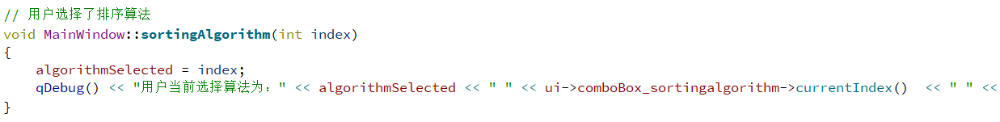 // 用户选择了排序算法
void MainWindow::sortingAlgorithm(int index)
{
    algorithmSelected = index;
    qDebug() << "用户当前选择算法为：" << algorithmSelected << " " << ui->comboBox_sortingalgorithm->currentIndex()  << " " <<
}